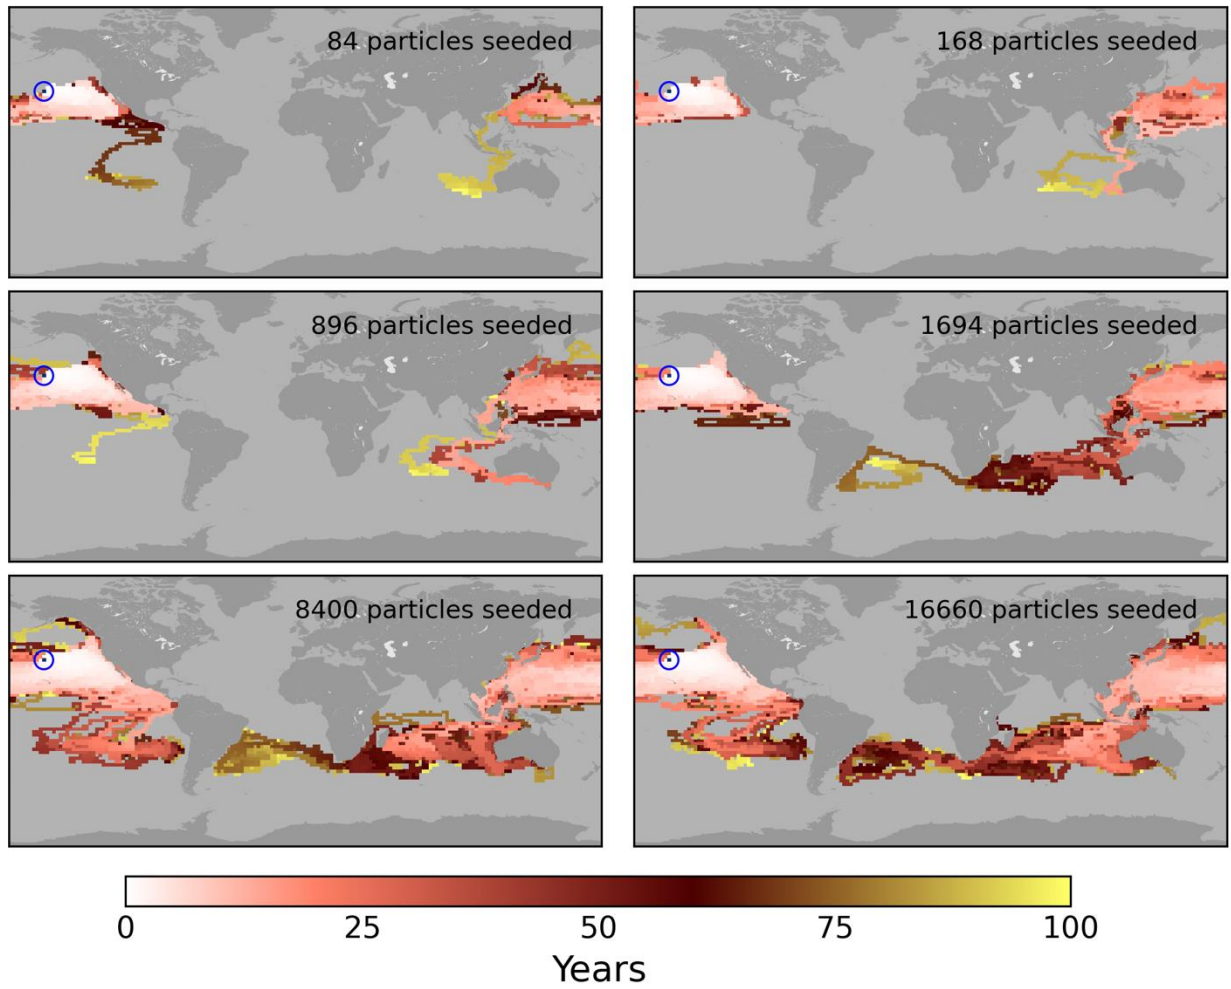 84 particles seeded
168 particles seeded
896 particles seeded
1694 particles seeded
8400 particles seeded
16660 particles seeded
0 25 50 75 100
Years